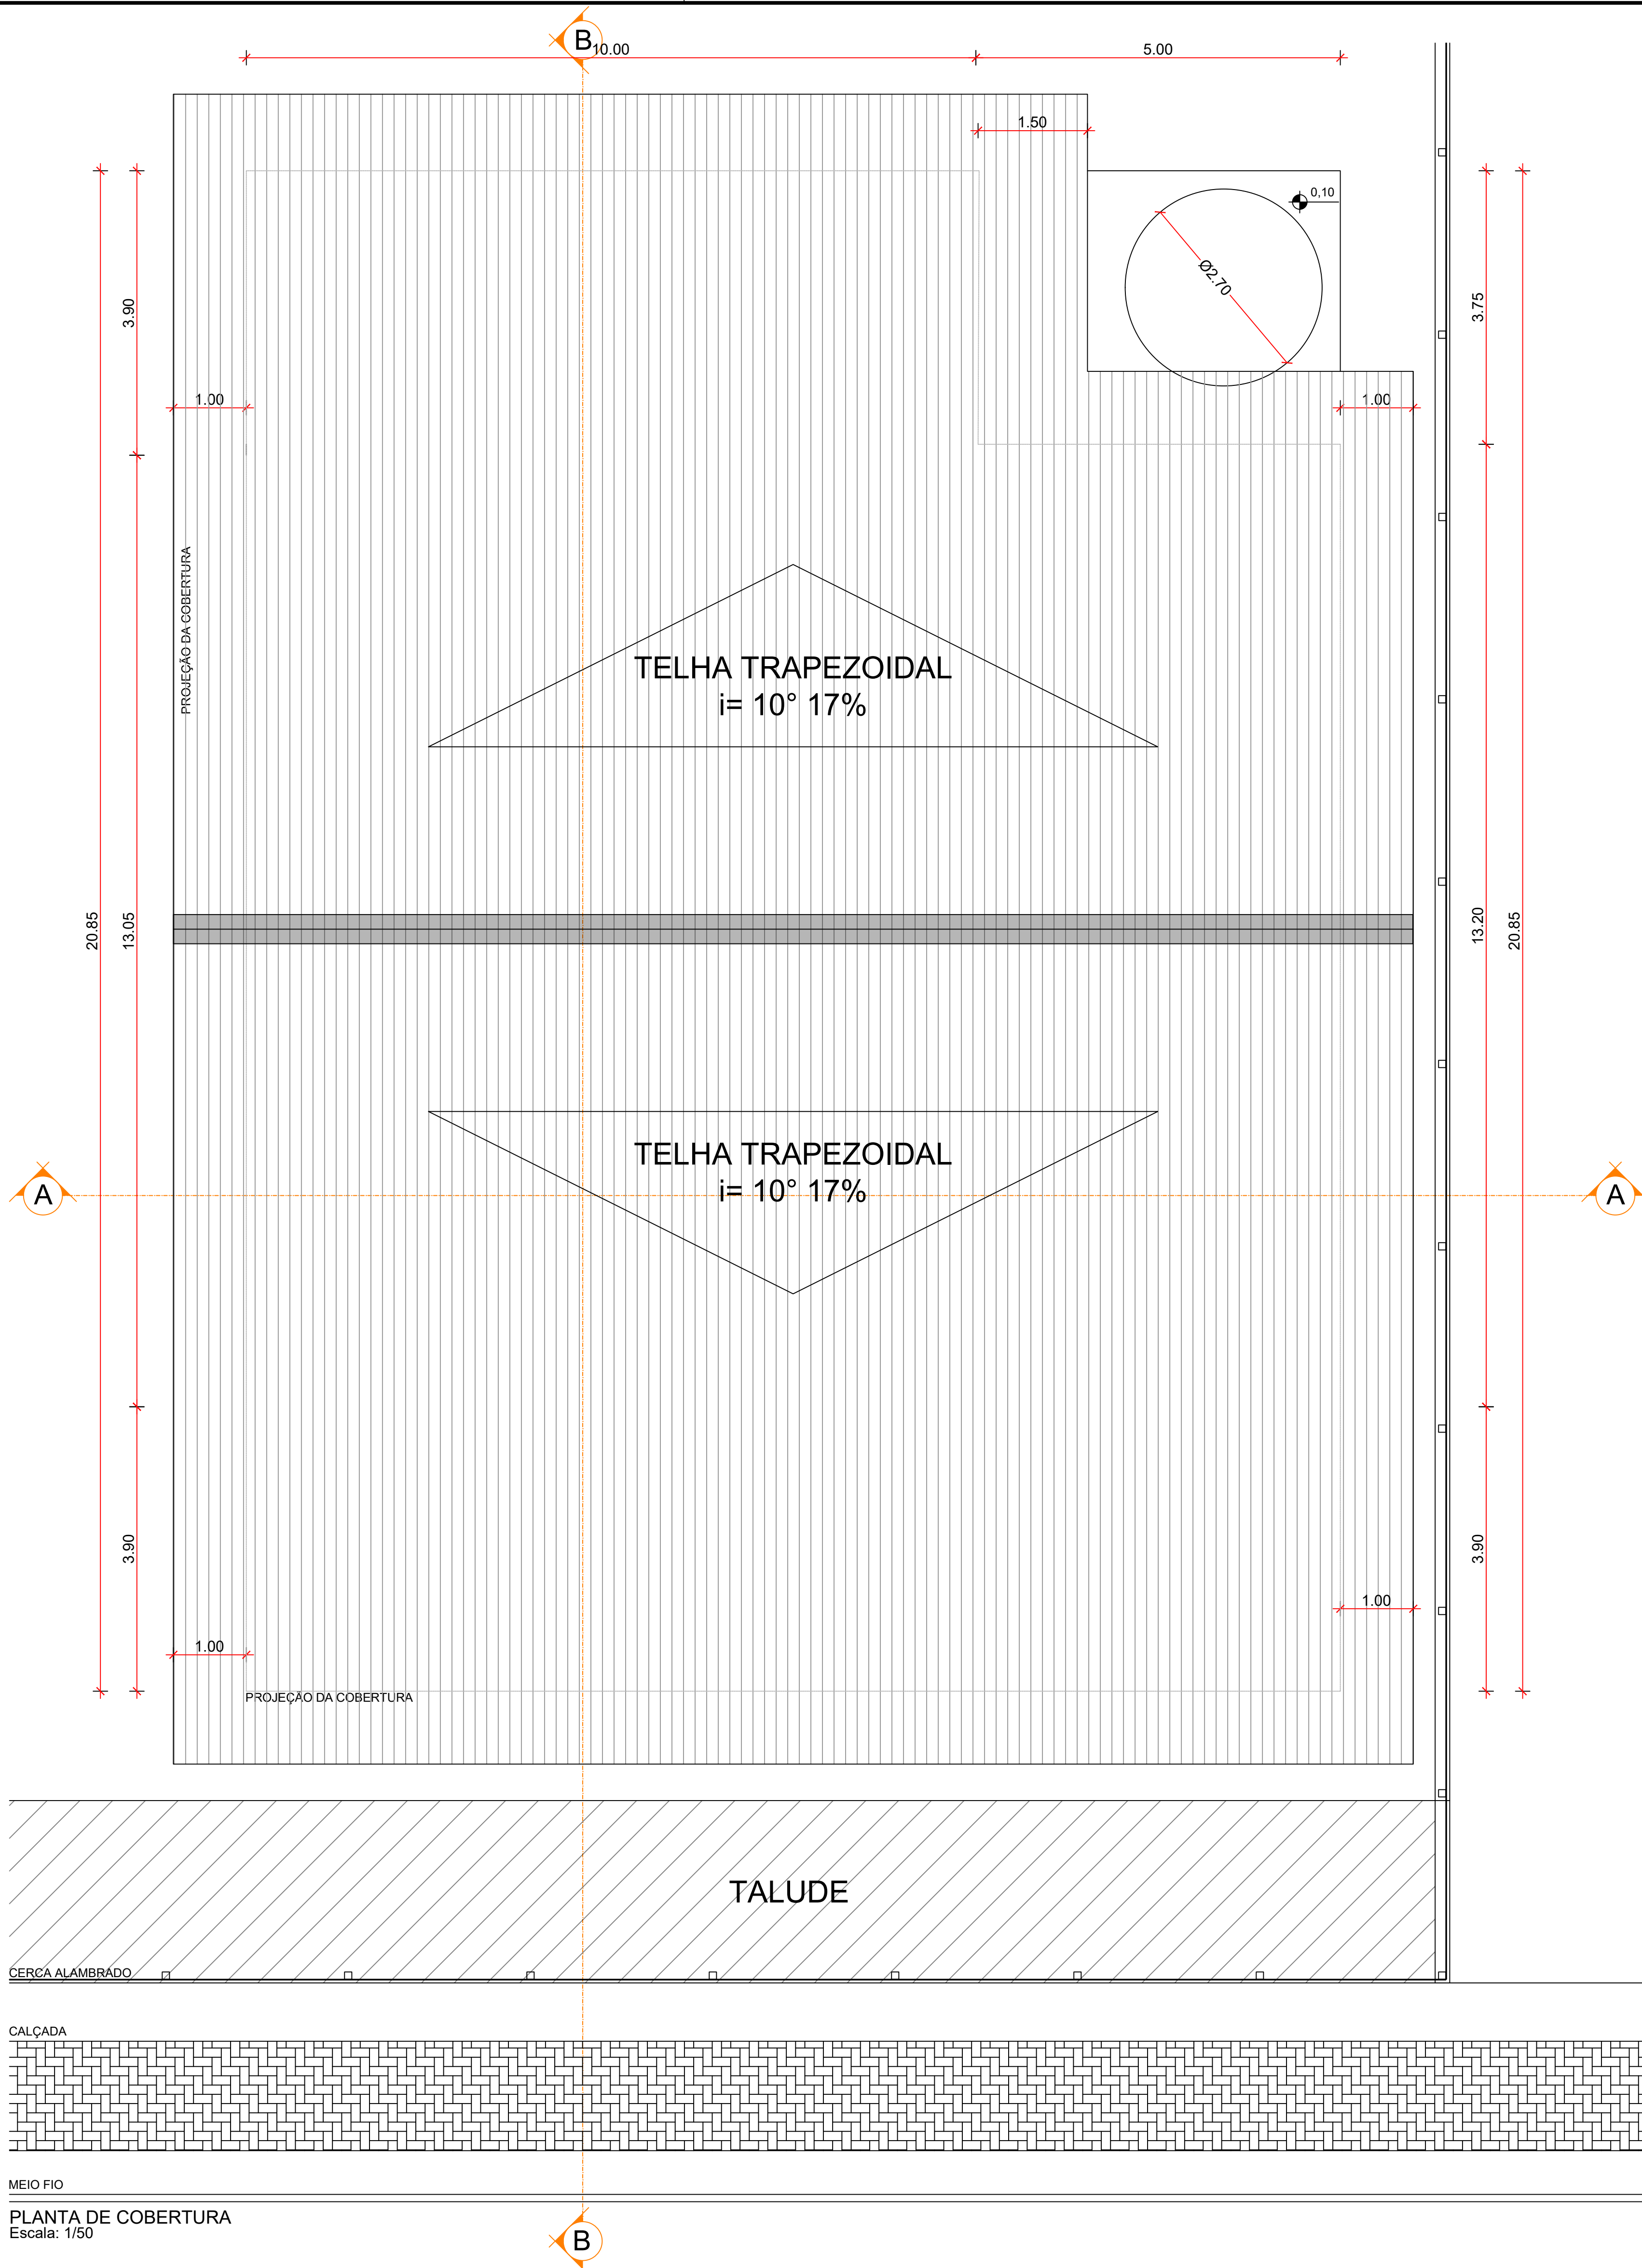 B
10.00
5.00
1.50
0,10
Ø2.70
3.90
3.75
1.00
1.00
PROJEÇÃO DA COBERTURA
TELHA TRAPEZOIDAL
i= 10° 17%
20.85
13.05
13.20
20.85
TELHA TRAPEZOIDAL
i= 10° 17%
A
A
3.90
3.90
1.00
1.00
PROJEÇÃO DA COBERTURA
TALUDE
CERCA ALAMBRADO
CALÇADA
MEIO FIO
PLANTA DE COBERTURA
Escala: 1/50
B